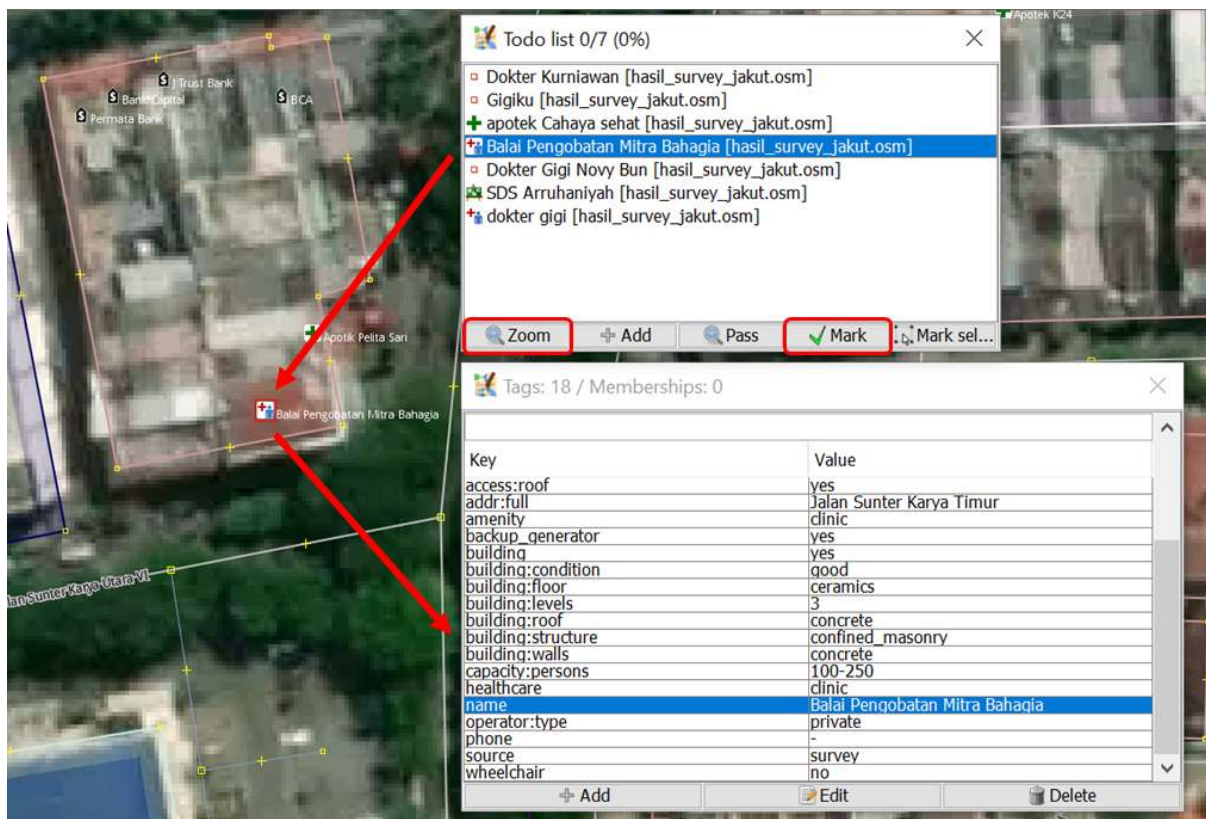 Apotek K24
J Trust Bank
Bank Capital
BCA
Permata Bank
Apotik Pelita Sari
Balai Pengobatan Mitra Bahagia
Jalan Sunter Karya Utara VI
Todo list 0/7 (0%)
Dokter Kurniawan [hasil_survey_jakut.osm]
Gigiku [hasil_survey_jakut.osm]
apotek Cahaya sehat [hasil_survey_jakut.osm]
Balai Pengobatan Mitra Bahagia [hasil_survey_jakut.osm]
Dokter Gigi Novy Bun [hasil_survey_jakut.osm]
SDS Arruhaniyah [hasil_survey_jakut.osm]
dokter gigi [hasil_survey_jakut.osm]
Zoom Add Pass Mark Mark sel...
Tags: 18 / Memberships: 0
Key Value
access:roof yes
addr:full Jalan Sunter Karya Timur
amenity clinic
backup_generator yes
building yes
building:condition good
building:floor ceramics
building:levels 3
building:roof concrete
building:structure confined_masonry
building:walls concrete
capacity:persons 100-250
healthcare clinic
name Balai Pengobatan Mitra Bahagia
operator:type private
phone -
source survey
wheelchair no
Add Edit Delete